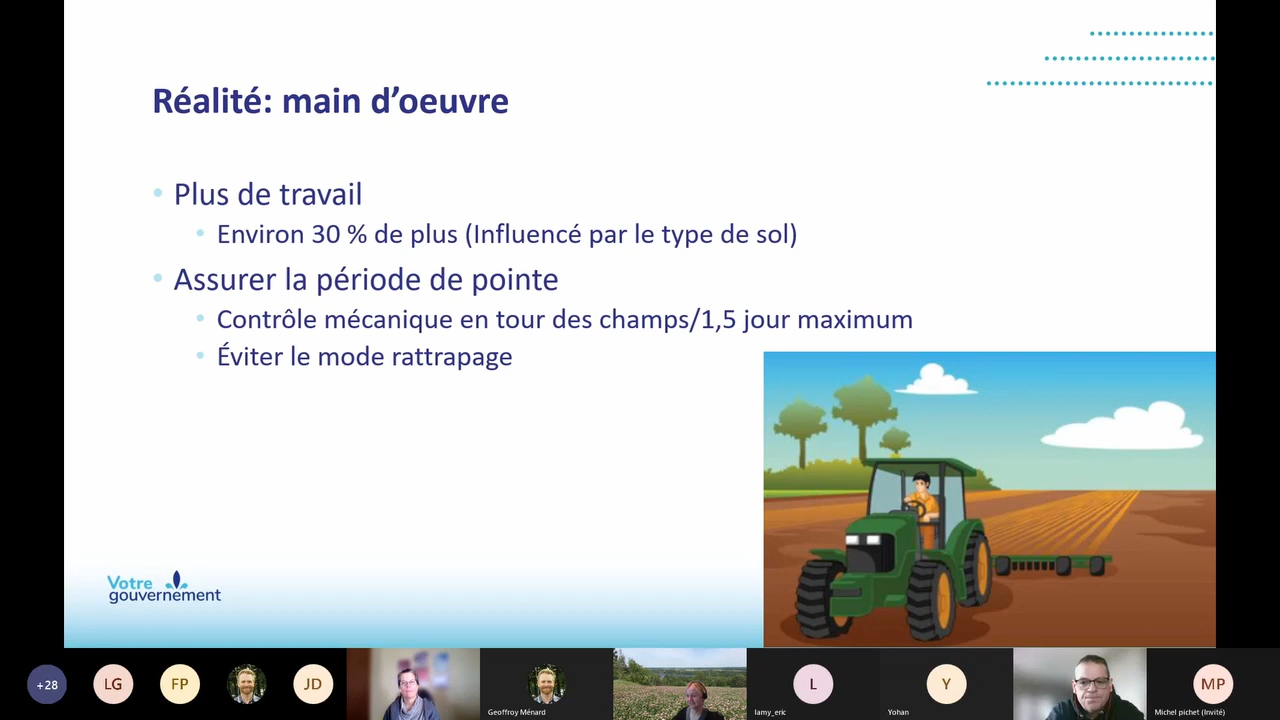 Réalité: main d’oeuvre
Plus de travail
Environ 30 % de plus (Influencé par le type de sol)
Assurer la période de pointe
Contrôle mécanique en tour des champs/1,5 jour maximum
Éviter le mode rattrapage
Votre
gouvernement
+28
LG
FP
JD
Geoffroy Ménard
L
lamy_eric
Y
Yohan
MP
Michel pichet (Invité)